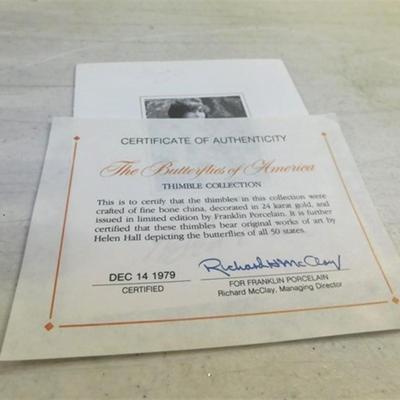 CERTIFICATE OF AUTHENTICITY
The Butterflies of America
THIMBLE COLLECTION
This is to certify that the thimbles in this collection were
crafted of fine bone china, decorated in 24 karat gold, and
issued in limited edition by Franklin Porcelain. It is further
certified that these thimbles bear original works of art by
Helen Hall depicting the butterflies of all 50 states.
DEC 14 1979
CERTIFIED
Richard H McClay
FOR FRANKLIN PORCELAIN
Richard McClay, Managing Director